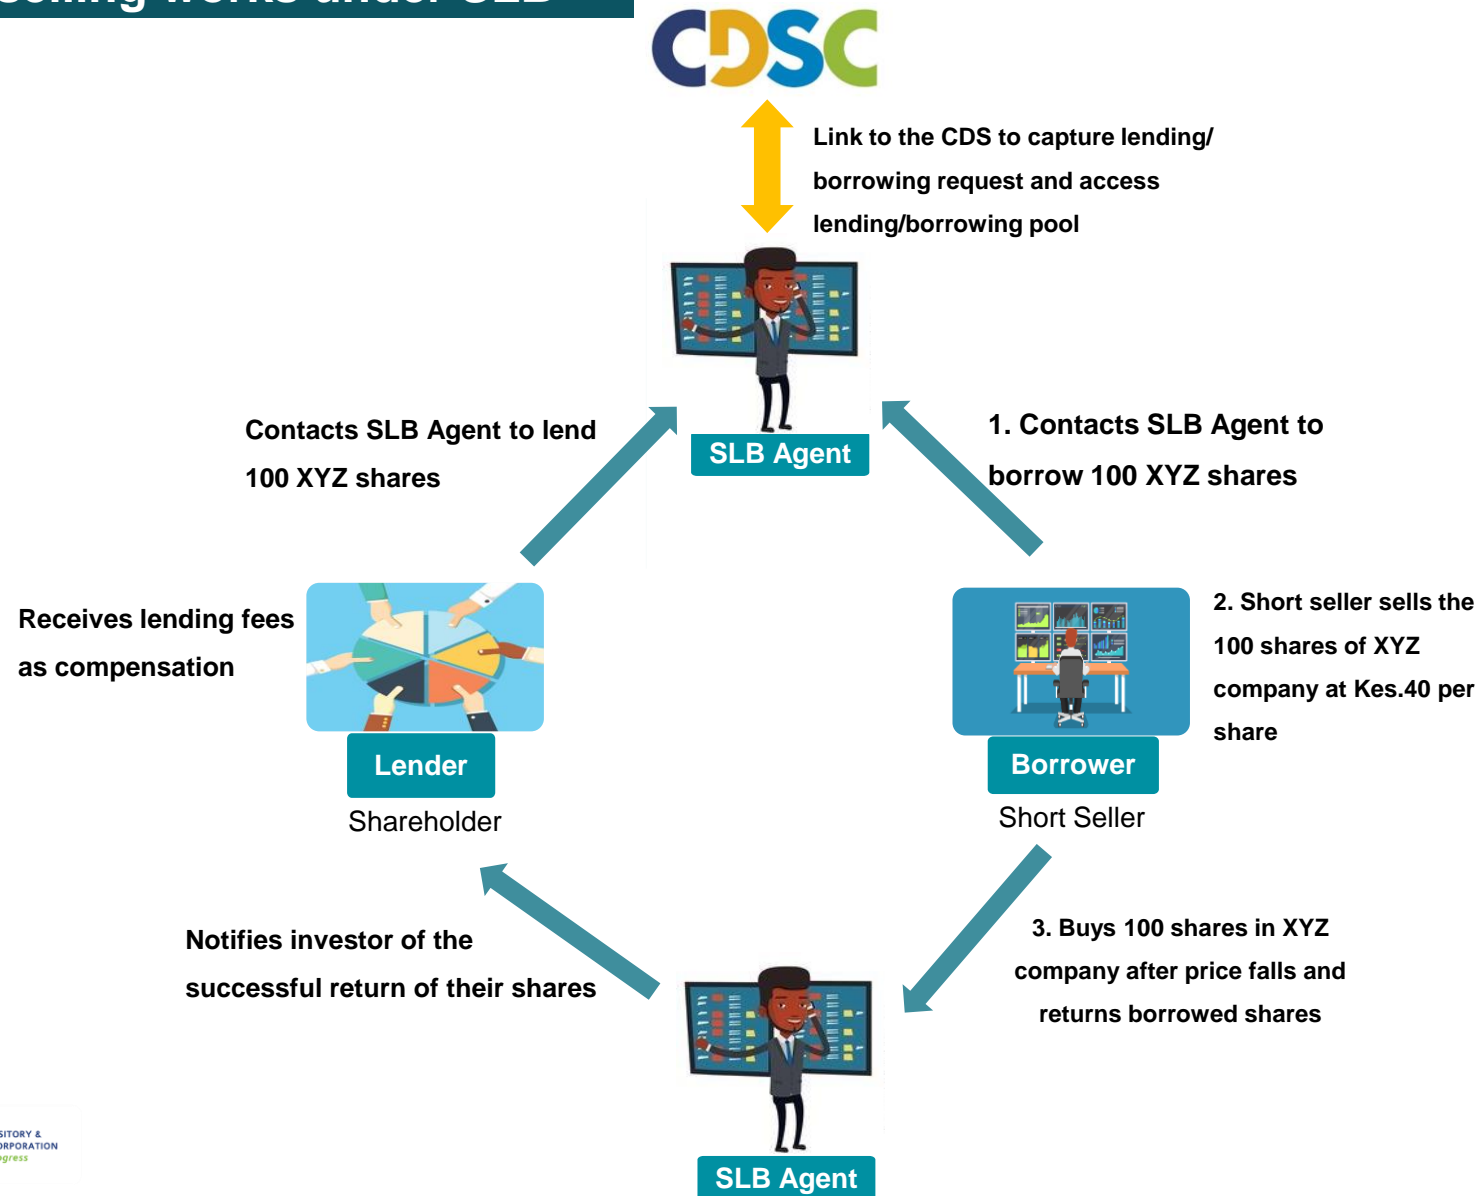 CDSC
Link to the CDS to capture lending/
borrowing request and access
lending/borrowing pool
Contacts SLB Agent to lend
100 XYZ shares
SLB Agent
1. Contacts SLB Agent to
borrow 100 XYZ shares
Receives lending fees
as compensation
2. Short seller sells the
100 shares of XYZ
company at Kes.40 per
share
Lender
Shareholder
Borrower
Short Seller
Notifies investor of the
successful return of their shares
3. Buys 100 shares in XYZ
company after price falls and
returns borrowed shares
SLB Agent